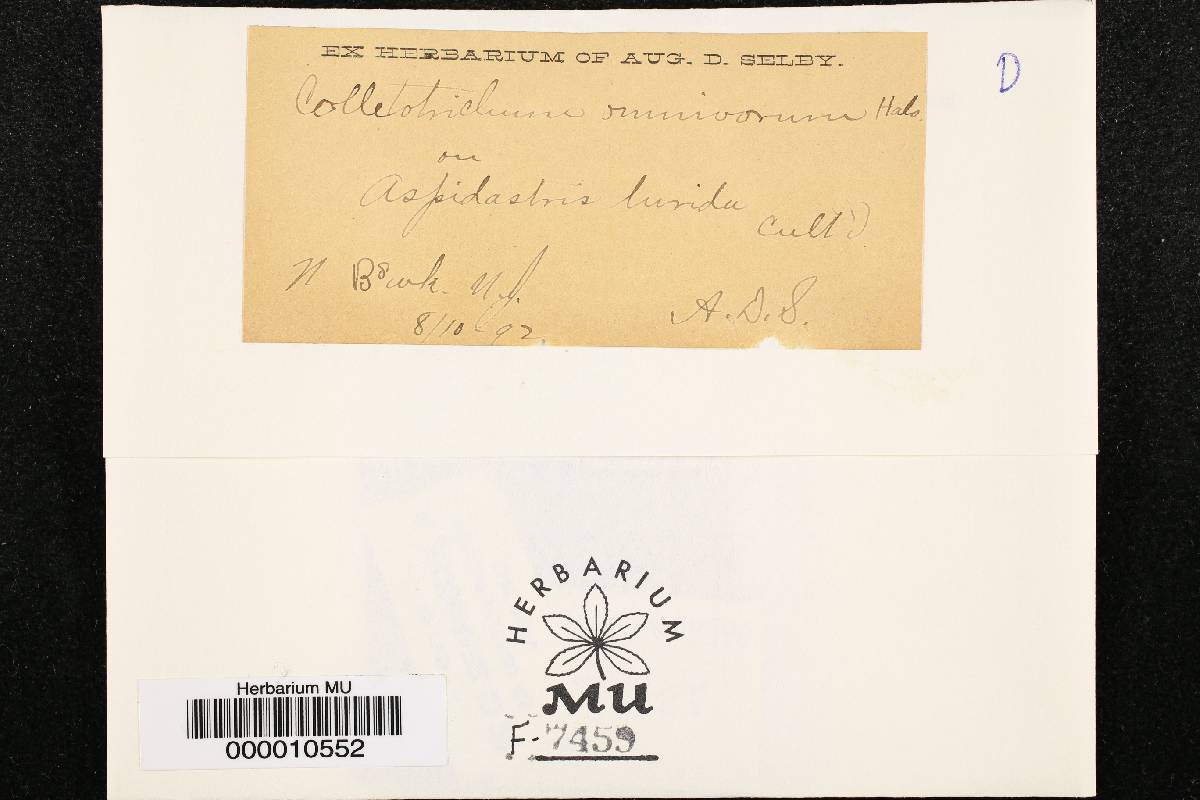 EX HERBARIUM OF AUG. D. SELBY.
D
Colletotrichum omnivorum Hals.
on
Aspidastris lurida
cult'd
N Bswk. N.J.
8/10 - 92.
A.D.S.
HERBARIUM
MU
F-7459
Herbarium MU
000010552